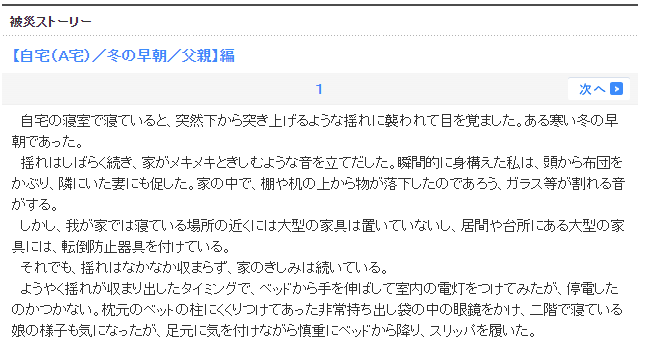 被災ストーリー
【自宅（A宅）／冬の早朝／父親】編
1
次へ
自宅の寝室で寝ていると、突然下から突き上げるような揺れに襲われて目を覚ました。ある寒い冬の早
朝であった。
揺れはしばらく続き、家がメキメキときしむような音を立てだした。瞬間的に身構えた私は、頭から布団を
かぶり、隣にいた妻にも促した。家の中で、棚や机の上から物が落下したのであろう、ガラス等が割れる音
がする。
しかし、我が家では寝ている場所の近くには大型の家具は置いていないし、居間や台所にある大型の家
具には、転倒防止器具を付けている。
それでも、揺れはなかなか収まらず、家のきしみは続いている。
ようやく揺れが収まり出したタイミングで、ベッドから手を伸ばして室内の電灯をつけてみたが、停電した
のかつかない。枕元のベットの柱にくくりつけてあった非常持ち出し袋の中の眼鏡をかけ、二階で寝ている
娘の様子も気になったが、足元に気を付けながら慎重にベッドから降り、スリッパを履いた。